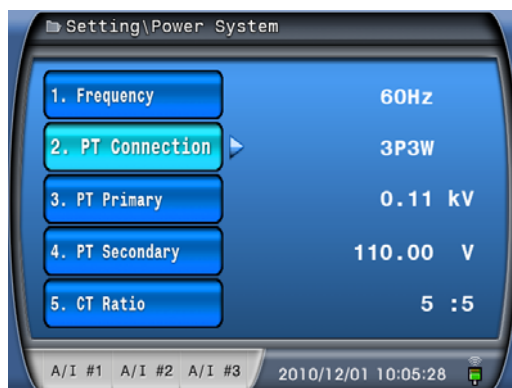 Setting\Power System
1. Frequency 60Hz
2. PT Connection 3P3W
3. PT Primary 0.11 kV
4. PT Secondary 110.00 V
5. CT Ratio 5 :5
A/I #1 A/I #2 A/I #3 2010/12/01 10:05:28